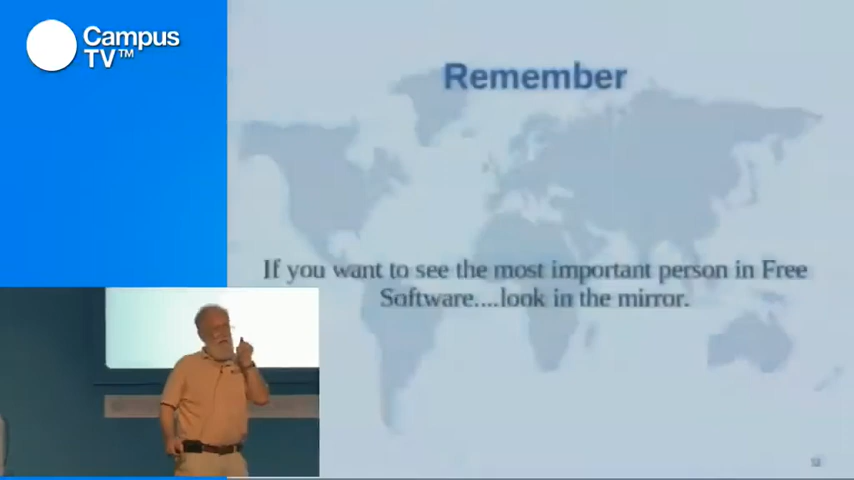 Campus
TV™
Remember
If you want to see the most important person in Free
Software....look in the mirror.